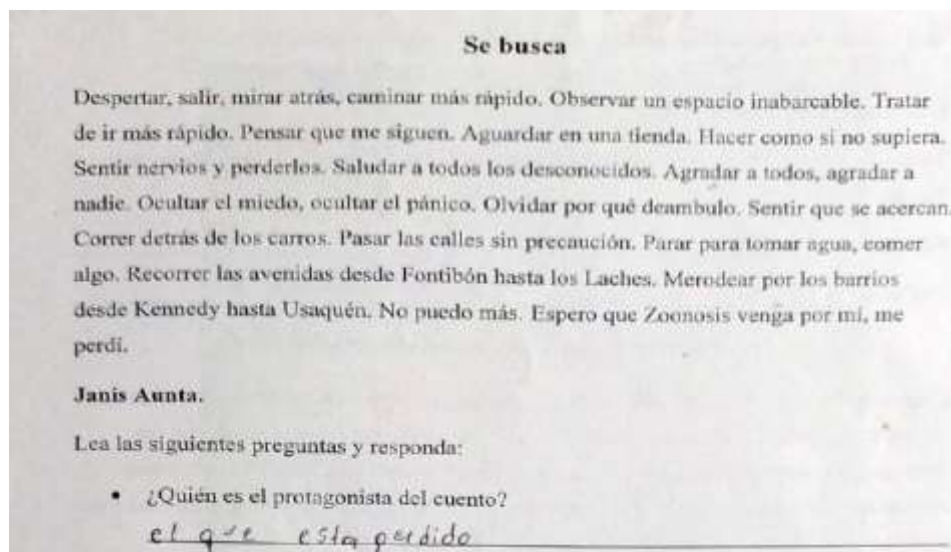 Se busca
Despertar, salir, mirar atrás, caminar más rápido. Observar un espacio inabarcable. Tratar
de ir más rápido. Pensar que me siguen. Aguardar en una tienda. Hacer como si no supiera.
Sentir nervios y perderlos. Saludar a todos los desconocidos. Agradar a todos, agradar a
nadie. Ocultar el miedo, ocultar el pánico. Olvidar por qué deambulo. Sentir que se acercan.
Correr detrás de los carros. Pasar las calles sin precaución. Parar para tomar agua, comer
algo. Recorrer las avenidas desde Fontibón hasta los Laches. Merodear por los barrios
desde Kennedy hasta Usaquén. No puedo más. Espero que Zoonosis venga por mí, me
perdí.
Janis Aunta.
Lea las siguientes preguntas y responda:
• ¿Quién es el protagonista del cuento?
el que esta perdido